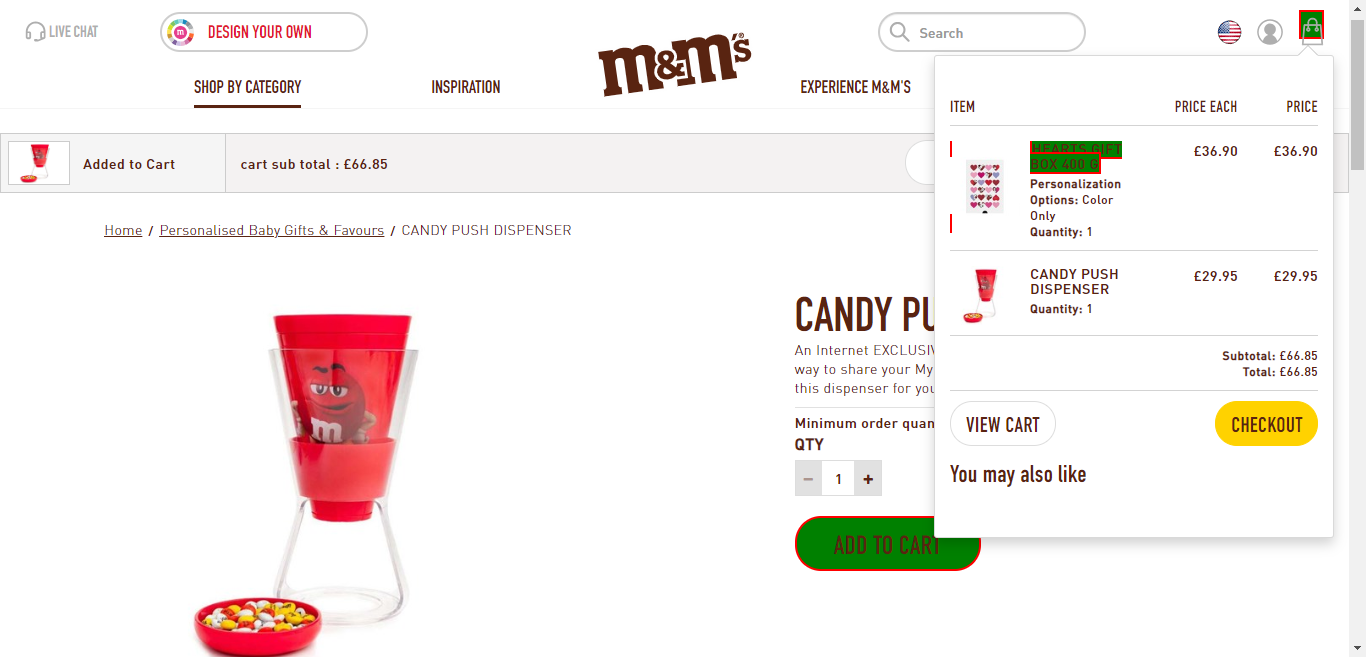 LIVE CHAT
DESIGN YOUR OWN
m&m's®
Search
SHOP BY CATEGORY
INSPIRATION
EXPERIENCE M&M'S
Added to Cart
cart sub total : £66.85
ITEM
PRICE EACH
PRICE
HEARTS GIFT
BOX 400 G
£36.90
£36.90
Personalization
Options: Color
Only
Quantity: 1
CANDY PUSH
DISPENSER
£29.95
£29.95
Quantity: 1
Subtotal: £66.85
Total: £66.85
VIEW CART
CHECKOUT
You may also like
Home / Personalised Baby Gifts & Favours / CANDY PUSH DISPENSER
m
CANDY
An Internet
way to share your My
this dispenser for
Minimum order
QTY
− 1 +
ADD TO CART